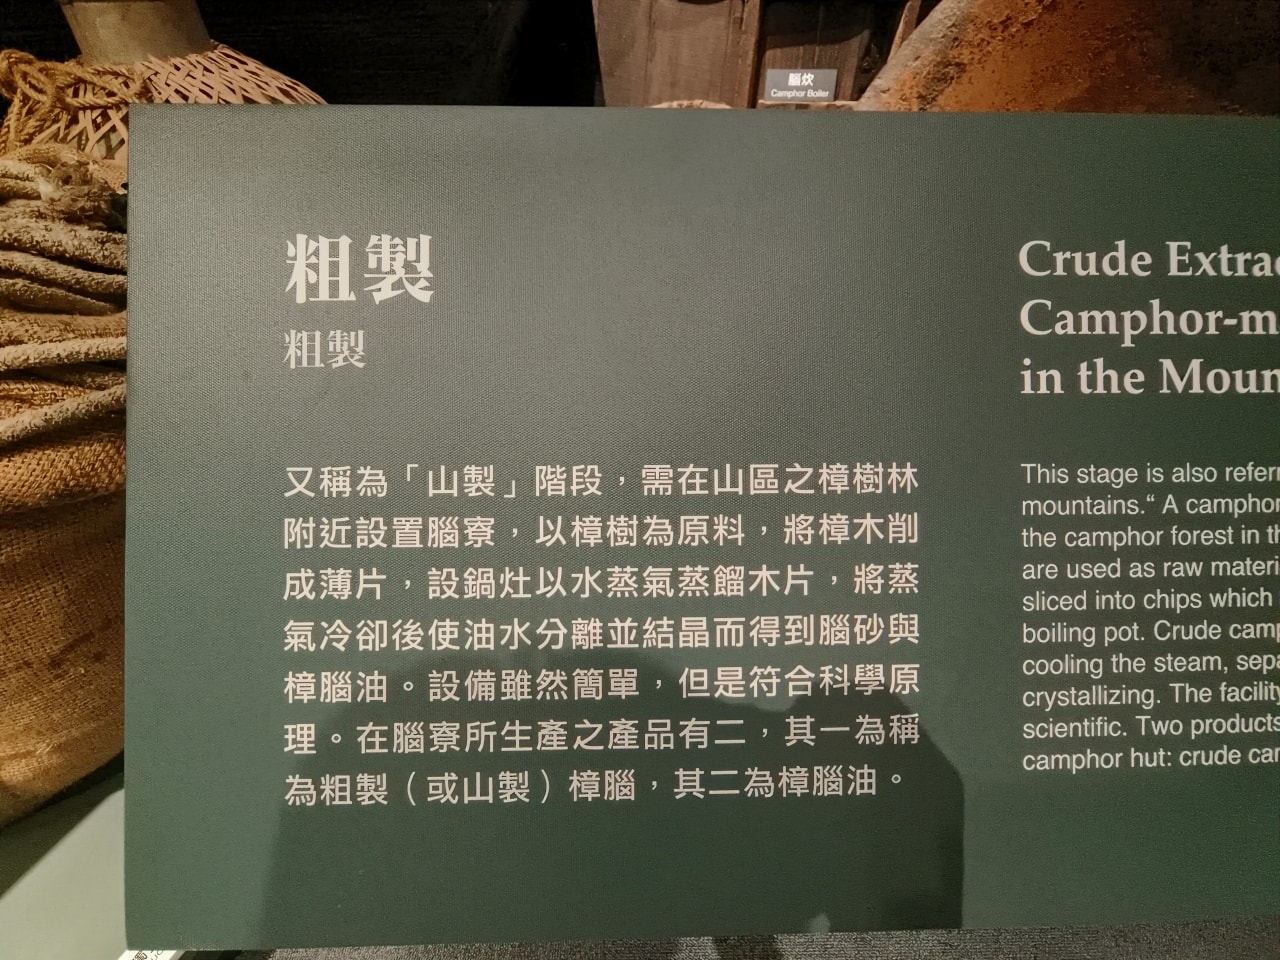 腦炊
Camphor Boiler
粗製
粗製
又稱為「山製」階段，需在山區之樟樹林
附近設置腦寮，以樟樹為原料，將樟木削
成薄片，設鍋灶以水蒸氣蒸餾木片，將蒸
氣冷卻後使油水分離並結晶而得到腦砂與
樟腦油。設備雖然簡單，但是符合科學原
理。在腦寮所生產之產品有二，其一為稱
為粗製（或山製）樟腦，其二為樟腦油。
Crude Extrac
Camphor-m
in the Moun
This stage is also referr
mountains.“ A camphor
the camphor forest in th
are used as raw materi
sliced into chips which
boiling pot. Crude camp
cooling the steam, sepa
crystallizing. The facility
scientific. Two products
camphor hut: crude car